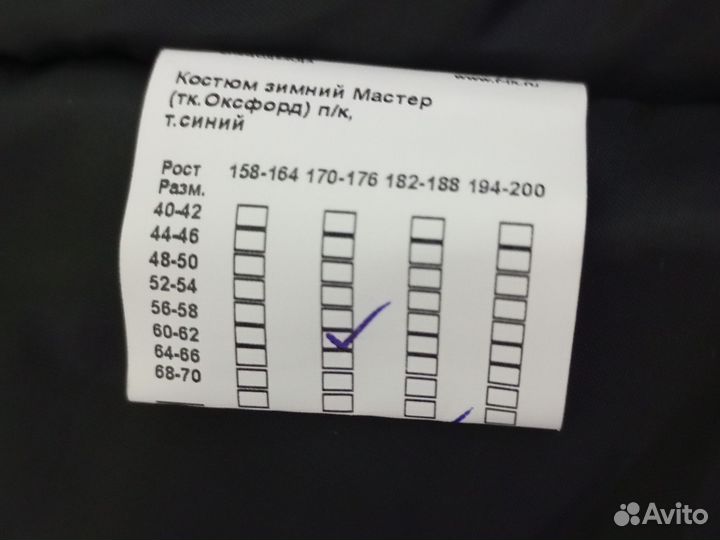 Костюм зимний Мастер
(тк.Оксфорд) п/к,
т.синий
Рост 158-164 170-176 182-188 194-200
Разм.
40-42
44-46
48-50
52-54
56-58
60-62
64-66
68-70
Avito